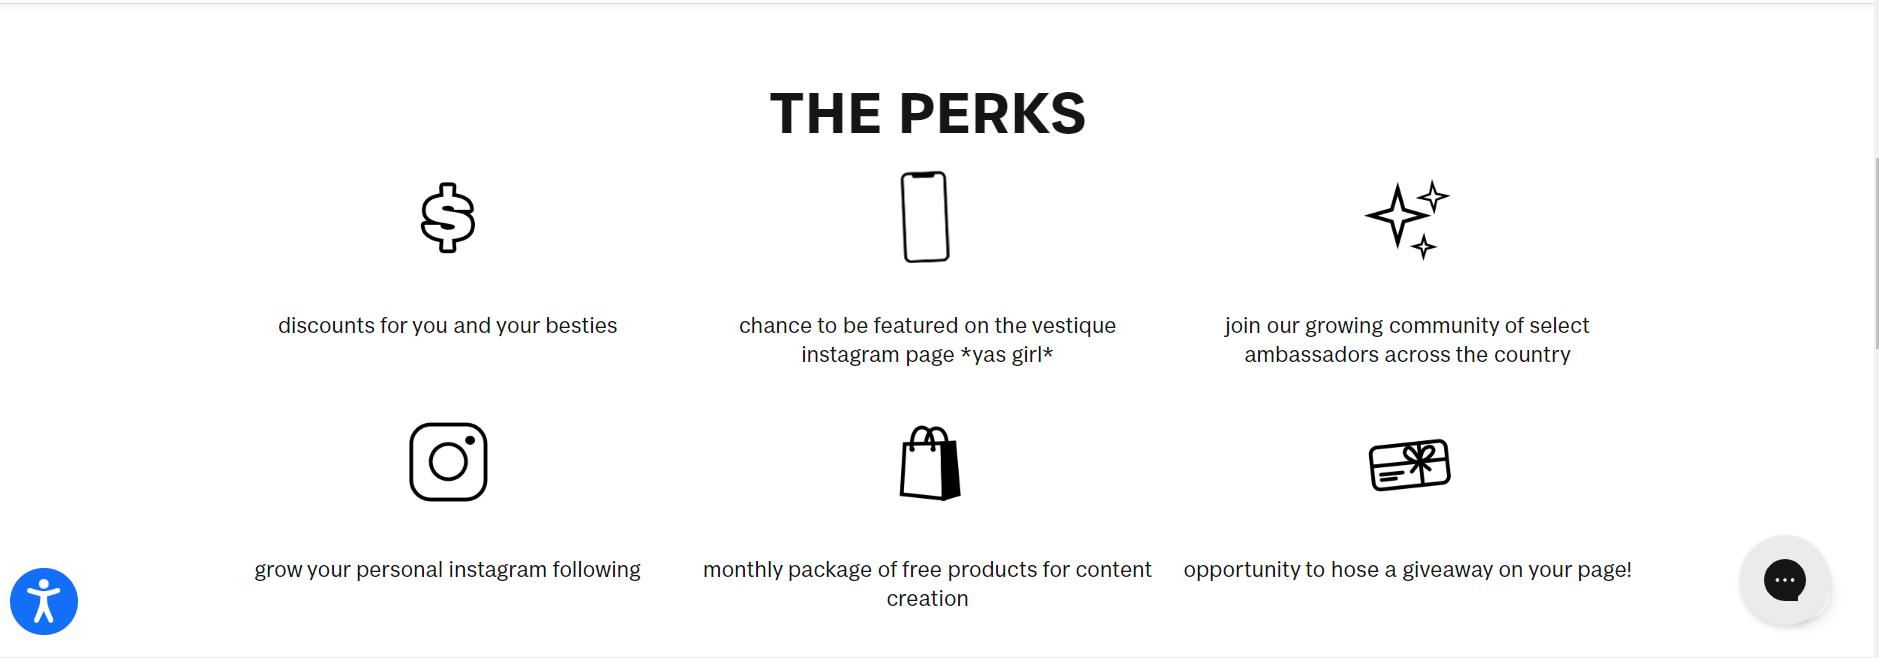 THE PERKS
discounts for you and your besties
chance to be featured on the vestique
instagram page *yas girl*
join our growing community of select
ambassadors across the country
grow your personal instagram following
monthly package of free products for content
creation
opportunity to hose a giveaway on your page!